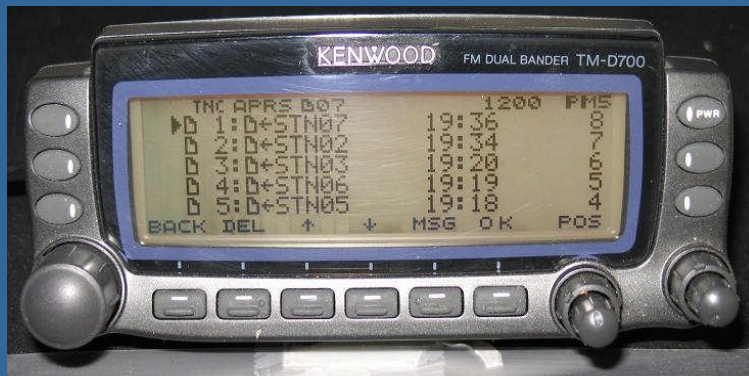 KENWOOD FM DUAL BANDER TM-D700
TNC APRS 07 1200 PM5
1: ←STN07 19:36 8
2: ←STN02 19:34 7
3: ←STN03 19:20 6
4: ←STN06 19:19 5
5: ←STN05 19:18 4
BACK DEL ↑ ↓ MSG OK POS
PWR